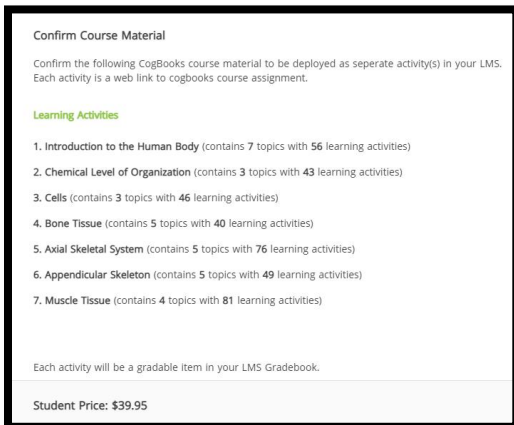 Confirm Course Material
Confirm the following CogBooks course material to be deployed as seperate activity(s) in your LMS.
Each activity is a web link to cogbooks course assignment.
Learning Activities
1. Introduction to the Human Body (contains 7 topics with 56 learning activities)
2. Chemical Level of Organization (contains 3 topics with 43 learning activities)
3. Cells (contains 3 topics with 46 learning activities)
4. Bone Tissue (contains 5 topics with 40 learning activities)
5. Axial Skeletal System (contains 5 topics with 76 learning activities)
6. Appendicular Skeleton (contains 5 topics with 49 learning activities)
7. Muscle Tissue (contains 4 topics with 81 learning activities)
Each activity will be a gradable item in your LMS Gradebook.
Student Price: $39.95